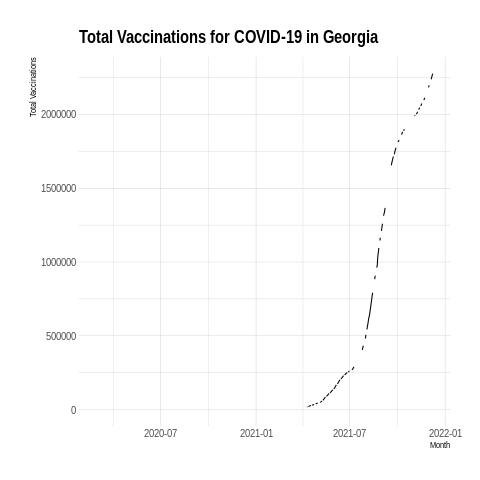 Total Vaccinations for COVID-19 in Georgia
Total Vaccinations
2000000
1500000
1000000
500000
0
2020-07 2021-01 2021-07 2022-01
Month